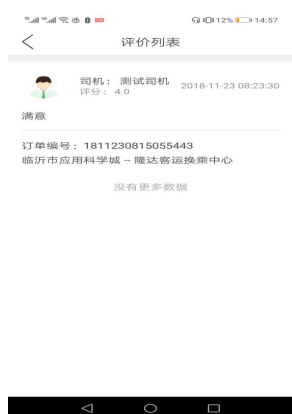 12% 14:57
评价列表
司机： 测试司机
2018-11-23 08:23:30
评分： 4.0
满意
订单编号：1811230815055443
临沂市应用科学城 -- 隆达客运换乘中心
没有更多数据